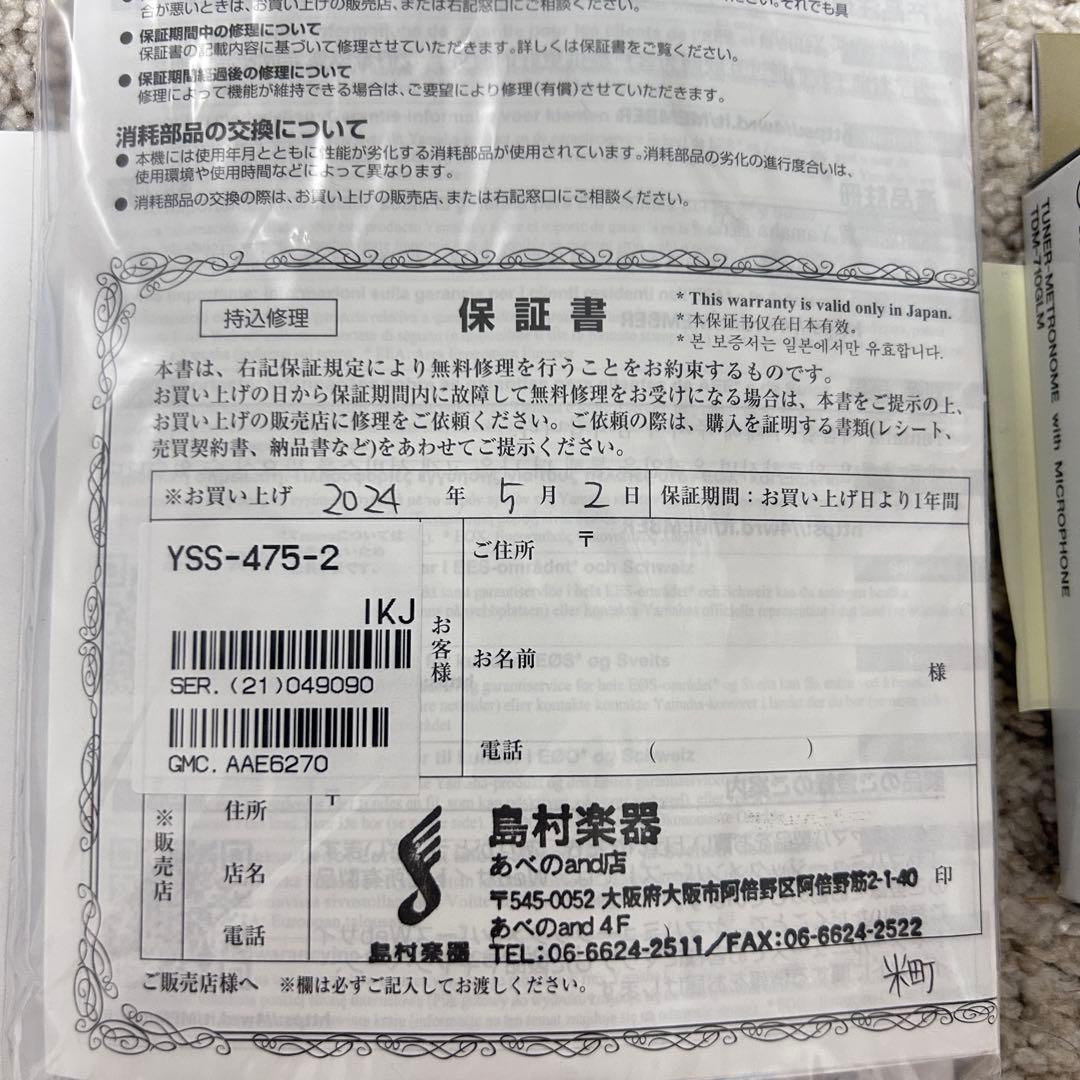 合が悪いときは、お買い上げの販売店、または右記窓口にご相談ください。それでも具
● 保証期間中の修理について
保証書の記載内容に基づいて修理させていただきます。詳しくは保証書をご覧ください。
● 保証期間経過後の修理について
修理によって機能が維持できる場合は、ご要望により修理(有償)させていただきます。
消耗部品の交換について
● 本機には使用年月とともに性能が劣化する消耗部品が使用されています。消耗部品の劣化の進行度合いは、
使用環境や使用時間などによって異なります。
● 消耗部品の交換の際は、お買い上げの販売店、または右記窓口にご相談ください。
持込修理
保証書
* This warranty is valid only in Japan.
* 本保证书仅在日本有效。
* 본 보증서는 일본에서만 유효합니다.
本書は、右記保証規定により無料修理を行うことをお約束するものです。
お買い上げの日から保証期間内に故障して無料修理をお受けになる場合は、本書をご提示の上、
お買い上げの販売店に修理をご依頼ください。ご依頼の際は、購入を証明する書類(レシート、
売買契約書、納品書など)をあわせてご提示ください。
※お買い上げ 2024 年 5 月 2 日 保証期間：お買い上げ日より1年間
YSS-475-2
IKJ
SER. (21)049090
GMC. AAE6270
お客様
ご住所 〒
お名前 様
電話 ( )
※販売店
住所 〒
店名
電話
印
島村楽器
島村楽器
あべのand店
〒545-0052 大阪府大阪市阿倍野区阿倍野筋2-1-40
あべのand 4F
TEL:06-6624-2511/FAX:06-6624-2522
米町
ご販売店様へ ※欄は必ずご記入してお渡しください。
TUNER-METRONOME with MICROPHONE
TDM-710GLM